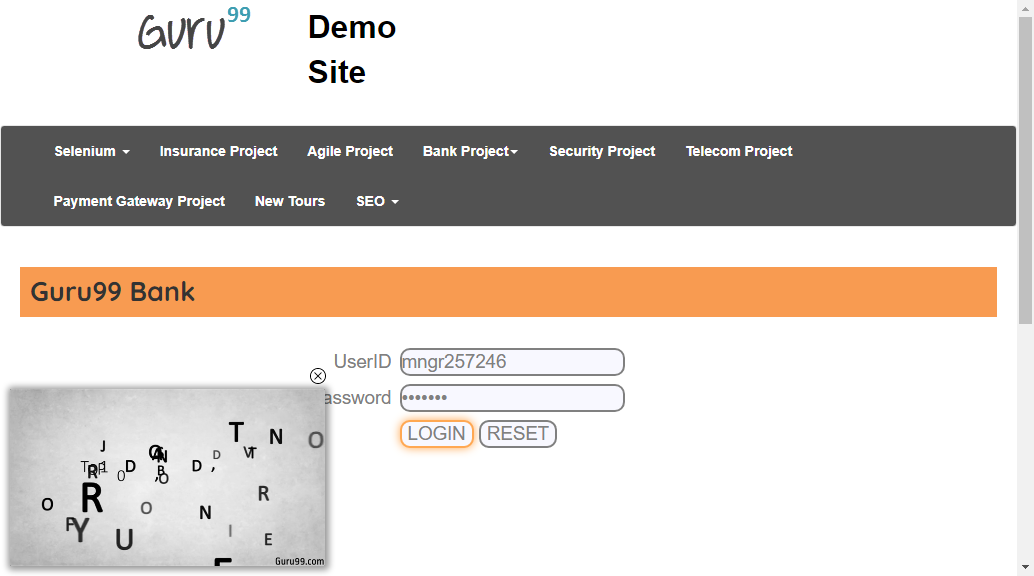 Guru99
Demo
Site
Selenium Insurance Project Agile Project Bank Project Security Project Telecom Project
Payment Gateway Project New Tours SEO
Guru99 Bank
UserID mngr257246
assword •••••••
LOGIN RESET
T N O
J
D
D ,
D
O
R
O
N
R
Y U
I
E
Guru99.com